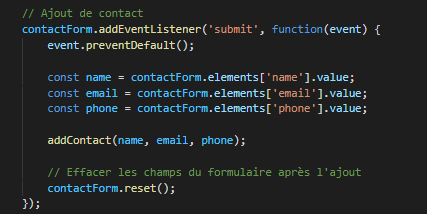 // Ajout de contact
contactForm.addEventListener('submit', function(event) {
    event.preventDefault();

    const name = contactForm.elements['name'].value;
    const email = contactForm.elements['email'].value;
    const phone = contactForm.elements['phone'].value;

    addContact(name, email, phone);

    // Effacer les champs du formulaire après l'ajout
    contactForm.reset();
});